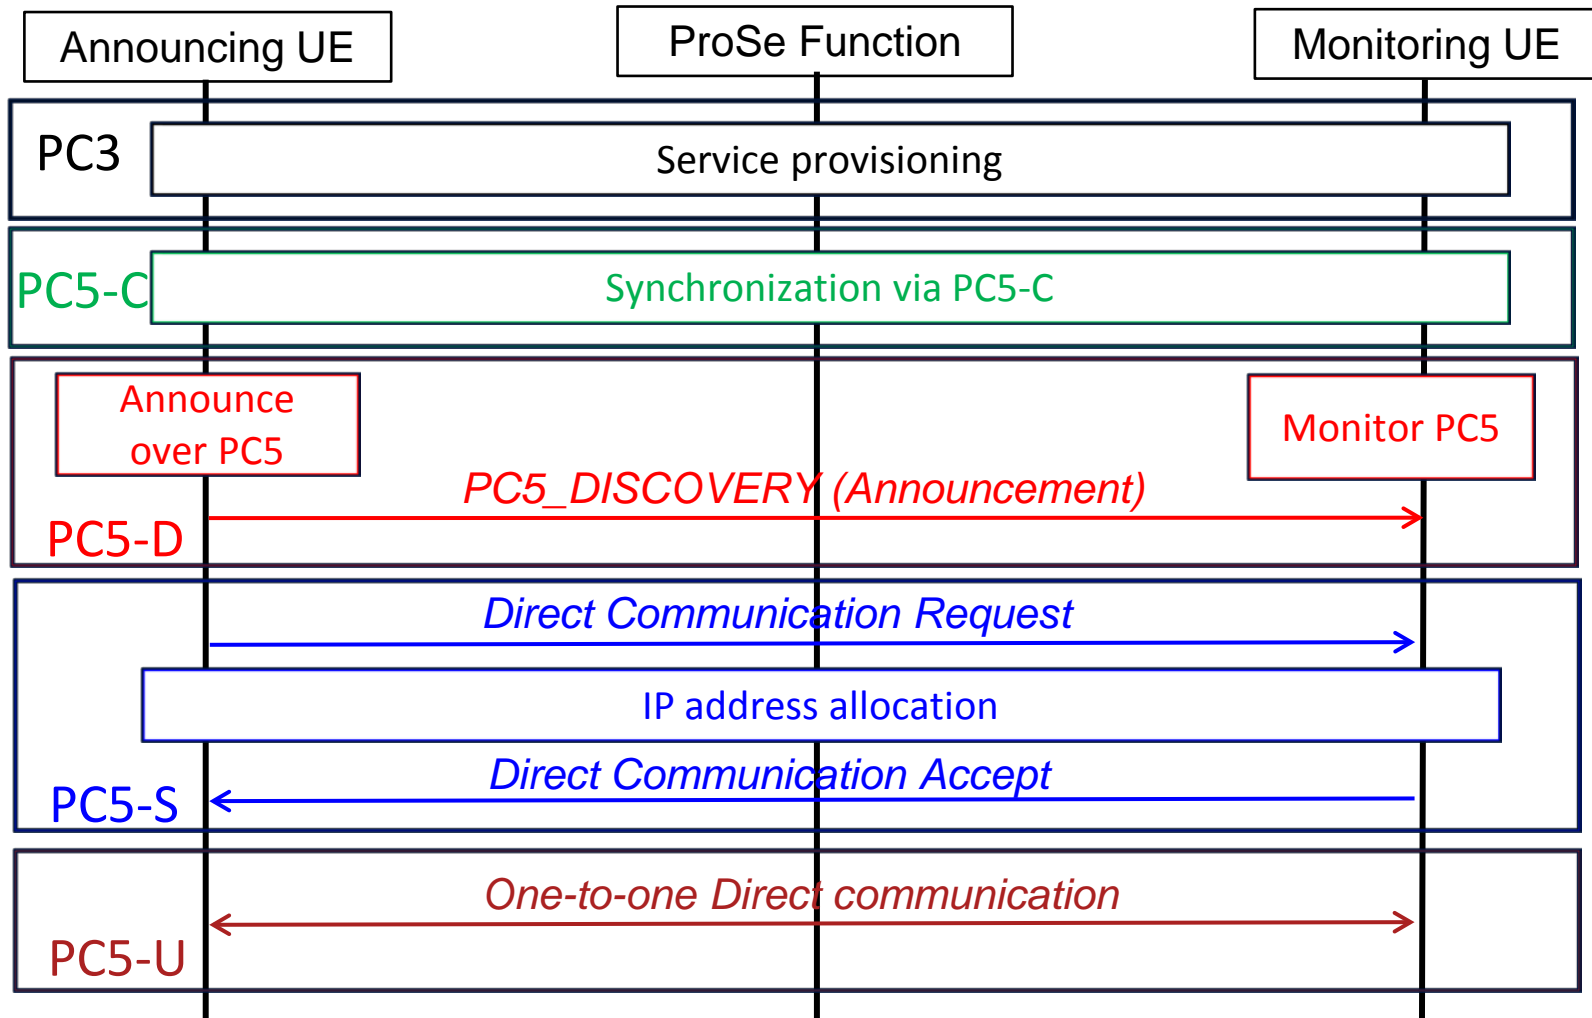 Announcing UE
ProSe Function
Monitoring UE
PC3
Service provisioning
PC5-C
Synchronization via PC5-C
Announce
over PC5
Monitor PC5
PC5_DISCOVERY (Announcement)
PC5-D
Direct Communication Request
IP address allocation
Direct Communication Accept
PC5-S
One-to-one Direct communication
PC5-U